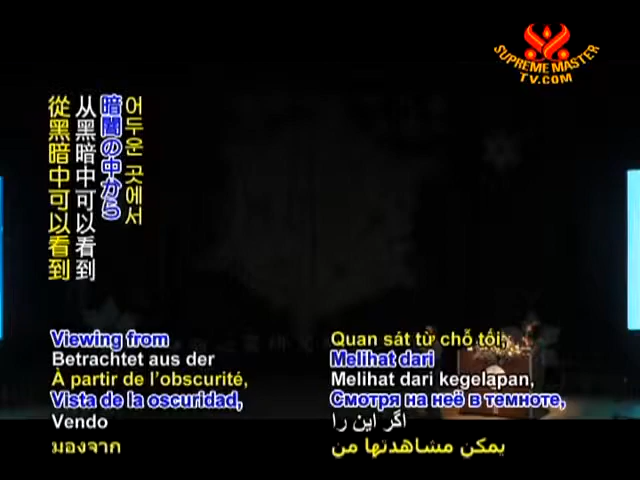 SUPREME MASTER
TV.COM
從黑暗中可以看到
从黑暗中可以看到
暗闇の中から
어두운 곳에서
Viewing from
Betrachtet aus der
À partir de l'obscurité,
Vista de la oscuridad,
Vendo
มองจาก
Quan sát từ chỗ tối,
Melihat dari
Melihat dari kegelapan,
Смотря на неё в темноте,
اگر این را
يمكن مشاهدتها من